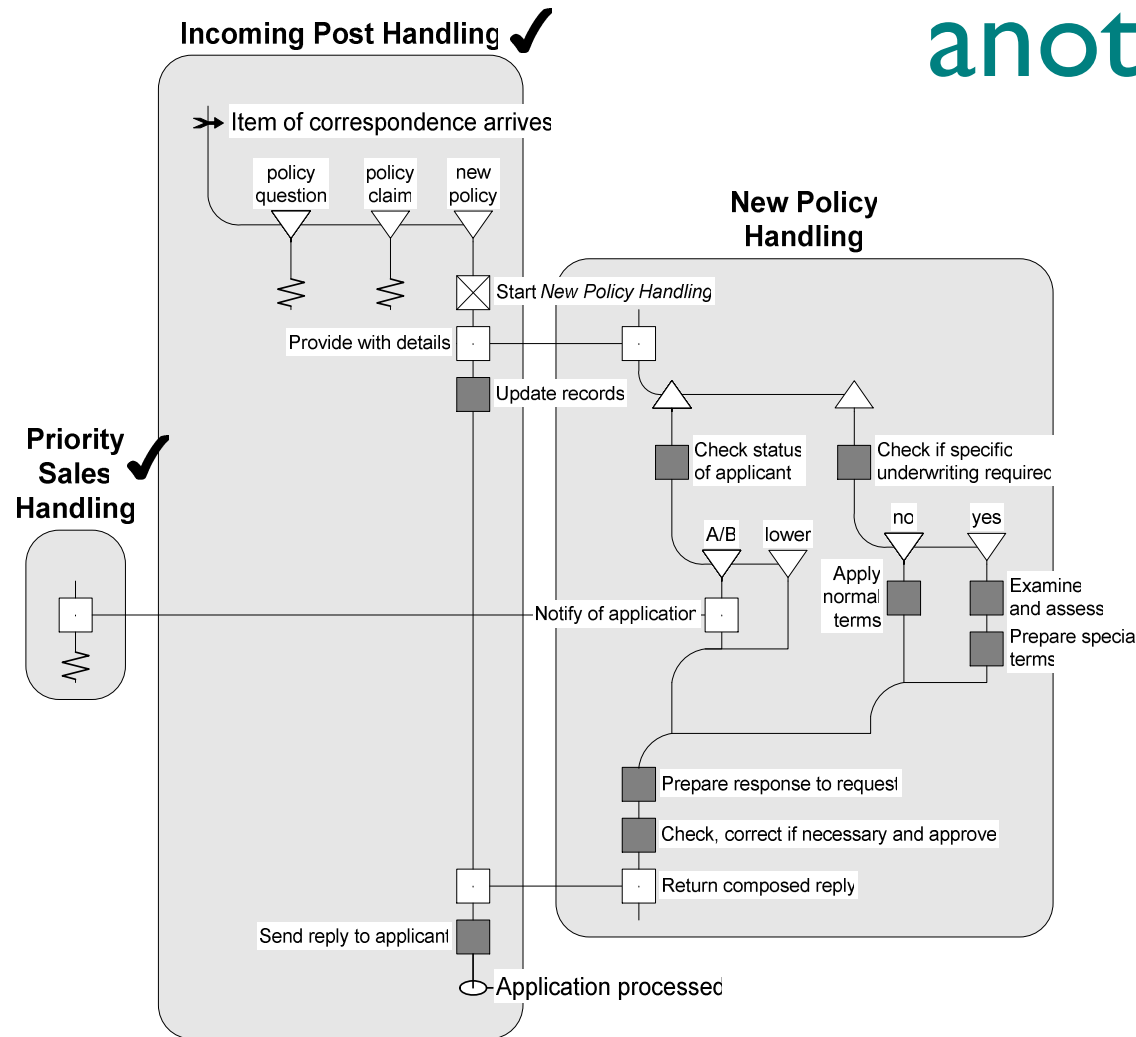 Incoming Post Handling
anot
Item of correspondence arrives
policy
question
policy
claim
new
policy
New Policy
Handling
Start New Policy Handling
Provide with details
Update records
Priority
Sales
Handling
Check status
of applicant
Check if specific
underwriting required
A/B
lower
no
yes
Apply
normal
terms
Examine
and assess
Prepare specia
terms
Notify of application
Prepare response to request
Check, correct if necessary and approve
Return composed reply
Send reply to applicant
Application processed